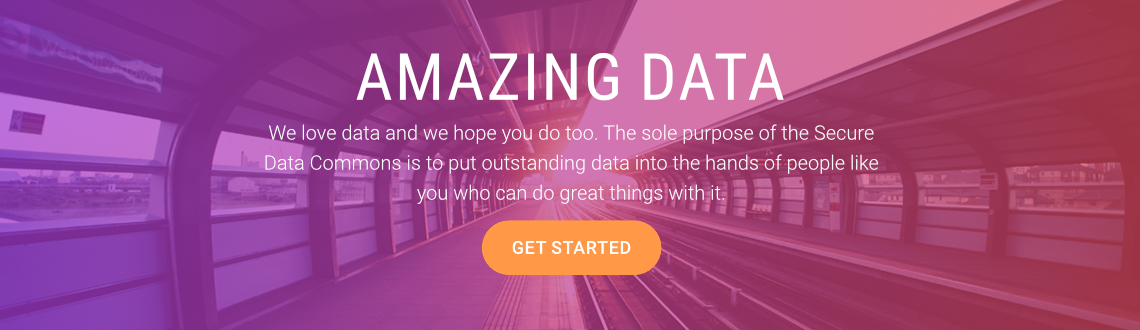 AMAZING DATA
We love data and we hope you do too. The sole purpose of the Secure
Data Commons is to put outstanding data into the hands of people like
you who can do great things with it.
GET STARTED